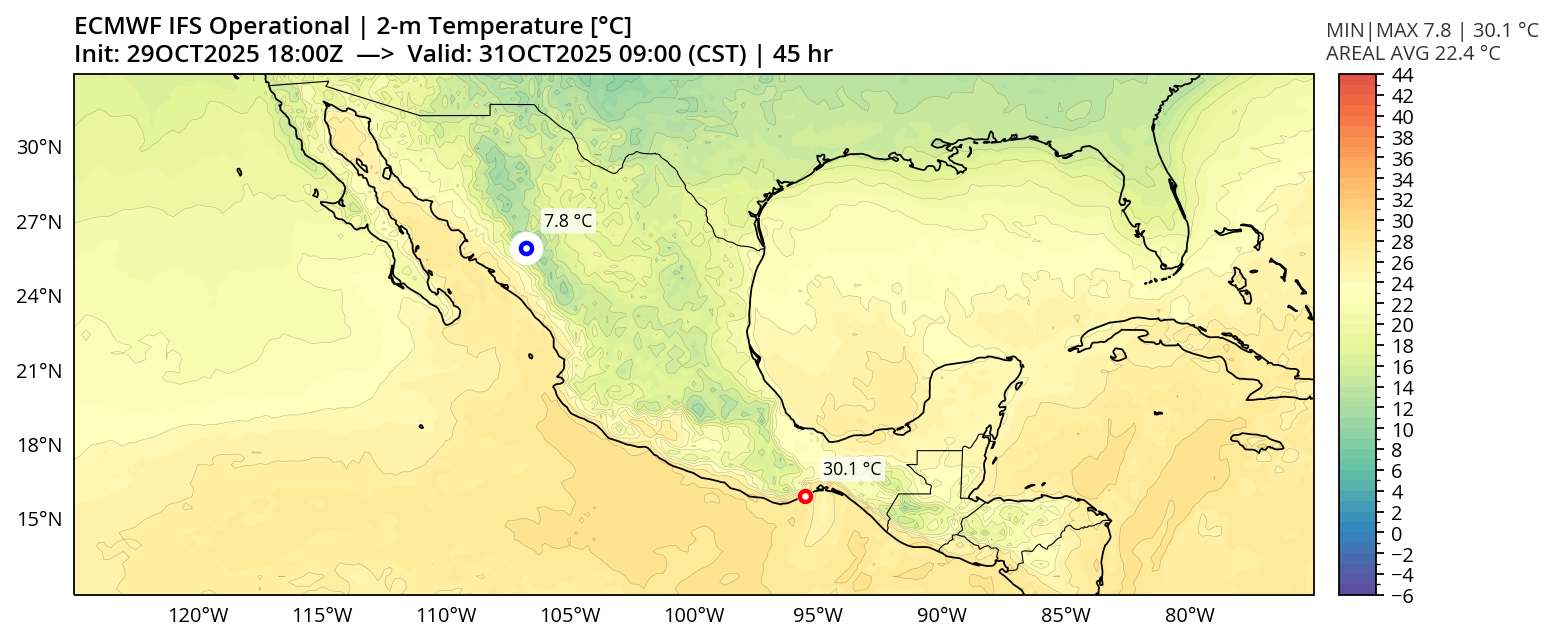 ECMWF IFS Operational | 2-m Temperature [°C]
Init: 29OCT2025 18:00Z —> Valid: 31OCT2025 09:00 (CST) | 45 hr
MIN|MAX 7.8 | 30.1 °C
AREAL AVG 22.4 °C
30°N
27°N
24°N
21°N
18°N
15°N
7.8 °C
30.1 °C
120°W
115°W
110°W
105°W
100°W
95°W
90°W
85°W
80°W
44
42
40
38
36
34
32
30
28
26
24
22
20
18
16
14
12
10
8
6
4
2
0
−2
−4
−6